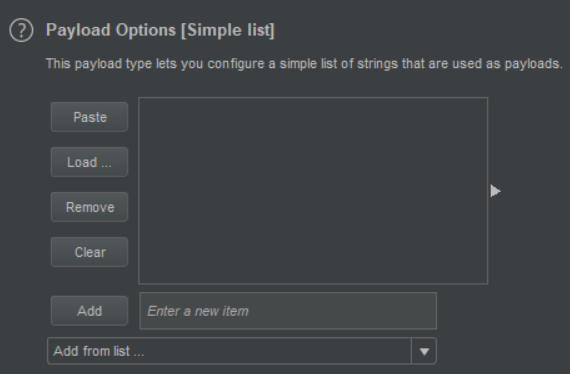 ? Payload Options [Simple list]
This payload type lets you configure a simple list of strings that are used as payloads.
Paste
Load ...
Remove
Clear
Add Enter a new item
Add from list ...